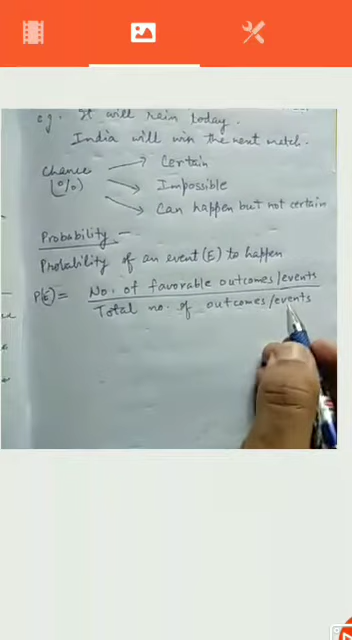 eg. It will rain today.
India will win the next match.
Chance
(%)
Certain
Impossible
Can happen but not certain
Probability -
Probability of an event (E) to happen
P(E) = No. of favorable outcomes/events
Total no. of outcomes/events